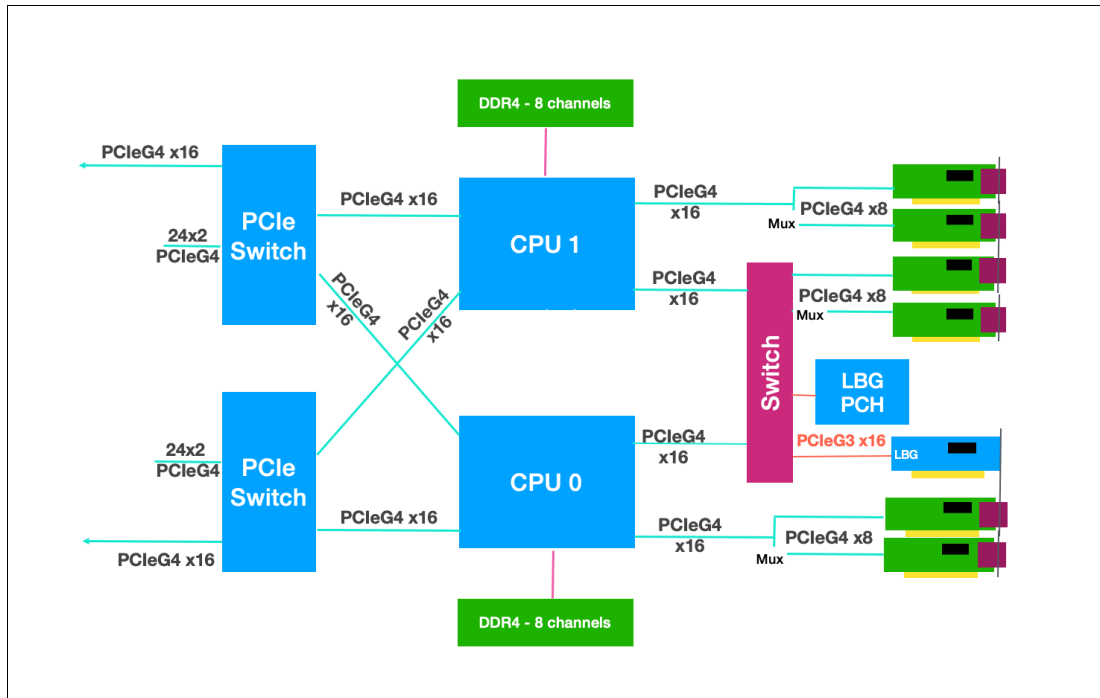 DDR4 - 8 channels
PCIeG4 x16
PCIe
Switch
24x2
PCIeG4
PCIeG4 x16
CPU 1
PCIeG4
x16
Mux
PCIeG4 x8
PCIeG4
x16
PCIeG4 x8
Mux
PCIeG4
x16
PCIeG4
x16
Switch
LBG
PCH
PCIeG3 x16
LBG
PCIe
Switch
24x2
PCIeG4
PCIeG4 x16
PCIeG4 x16
CPU 0
PCIeG4
x16
PCIeG4
x16
PCIeG4 x8
Mux
DDR4 - 8 channels